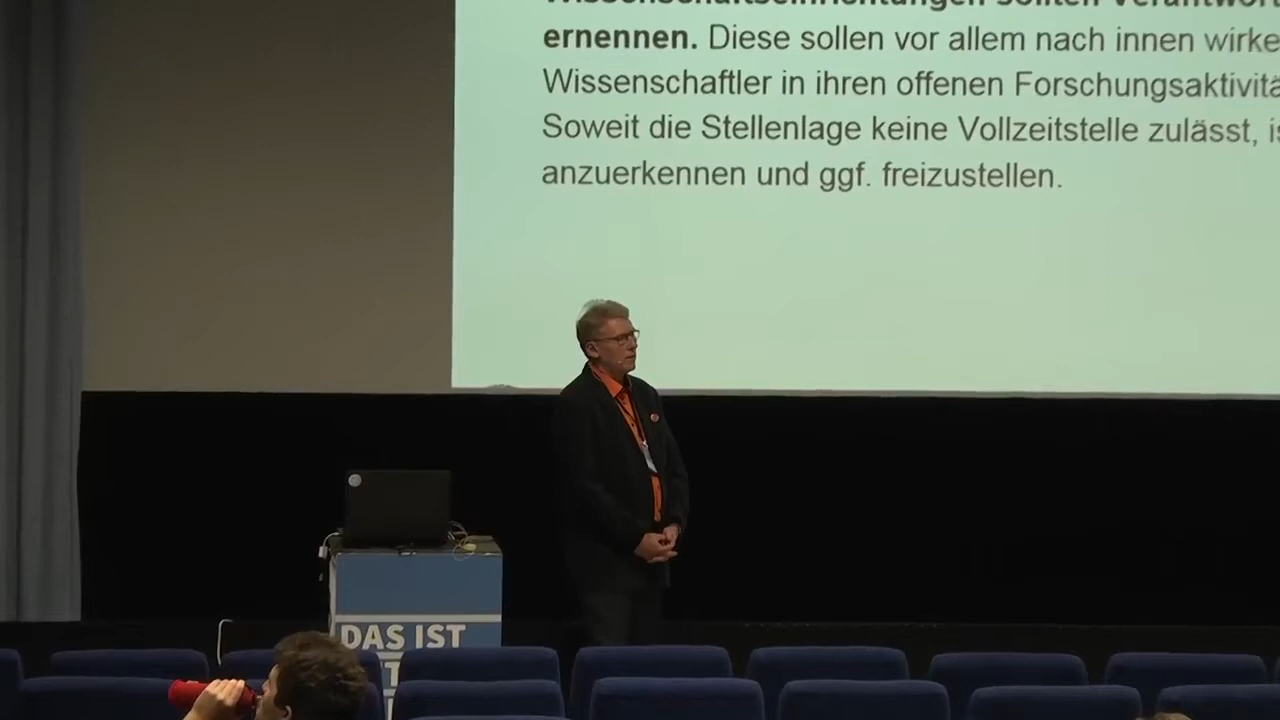 Wissenschaftseinrichtungen sollten Verantwor
ernennen. Diese sollen vor allem nach innen wirke
Wissenschaftler in ihren offenen Forschungsaktivitä
Soweit die Stellenlage keine Vollzeitstelle zulässt, is
anzuerkennen und ggf. freizustellen.
DAS IST